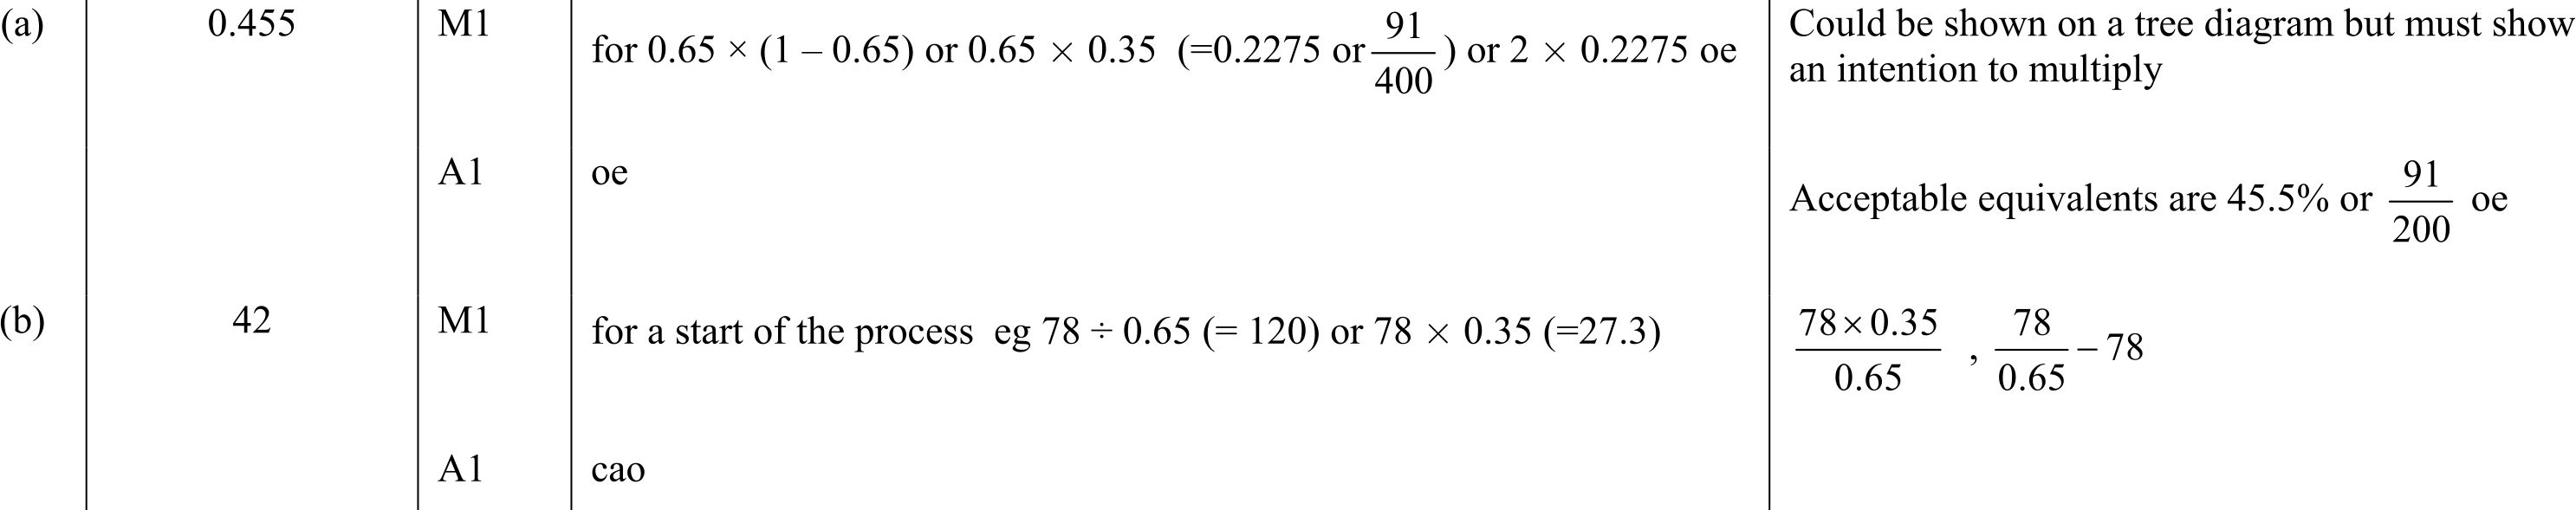 (a) 0.455 M1 for 0.65 × (1 – 0.65) or 0.65 × 0.35 (=0.2275 or 91/400 ) or 2 × 0.2275 oe Could be shown on a tree diagram but must show
an intention to multiply
A1 oe Acceptable equivalents are 45.5% or 91/200 oe
(b) 42 M1 for a start of the process eg 78 ÷ 0.65 (= 120) or 78 × 0.35 (=27.3) 78×0.35/0.65 , 78/0.65 – 78
A1 cao